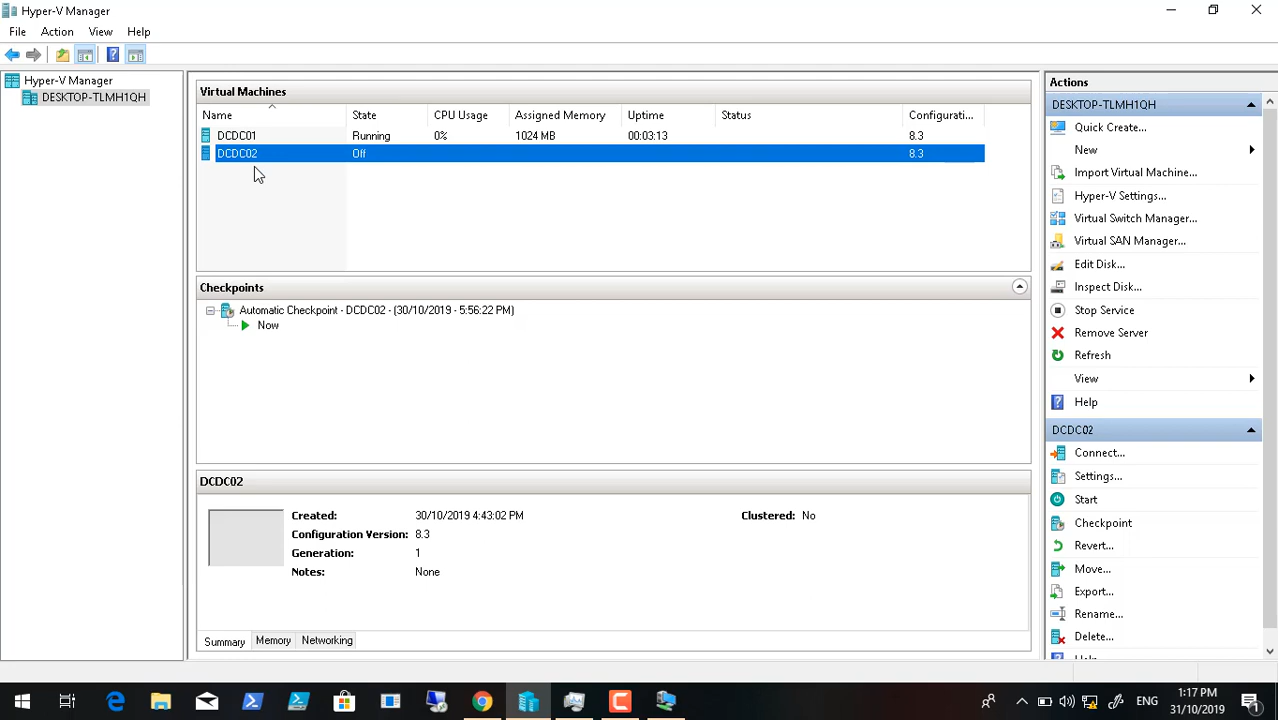 Hyper-V Manager
File Action View Help
Hyper-V Manager
DESKTOP-TLMH1QH
Virtual Machines
Name State CPU Usage Assigned Memory Uptime Status Configurati...
DCDC01 Running 0% 1024 MB 00:03:13 8.3
DCDC02 Off 8.3
Checkpoints
Automatic Checkpoint - DCDC02 - (30/10/2019 - 5:56:22 PM)
Now
DCDC02
Created: 30/10/2019 4:43:02 PM Clustered: No
Configuration Version: 8.3
Generation: 1
Notes: None
Summary Memory Networking
Actions
DESKTOP-TLMH1QH
Quick Create...
New
Import Virtual Machine...
Hyper-V Settings...
Virtual Switch Manager...
Virtual SAN Manager...
Edit Disk...
Inspect Disk...
Stop Service
Remove Server
Refresh
View
Help
DCDC02
Connect...
Settings...
Start
Checkpoint
Revert...
Move...
Export...
Rename...
Delete...
Help
ENG
1:17 PM
31/10/2019
1